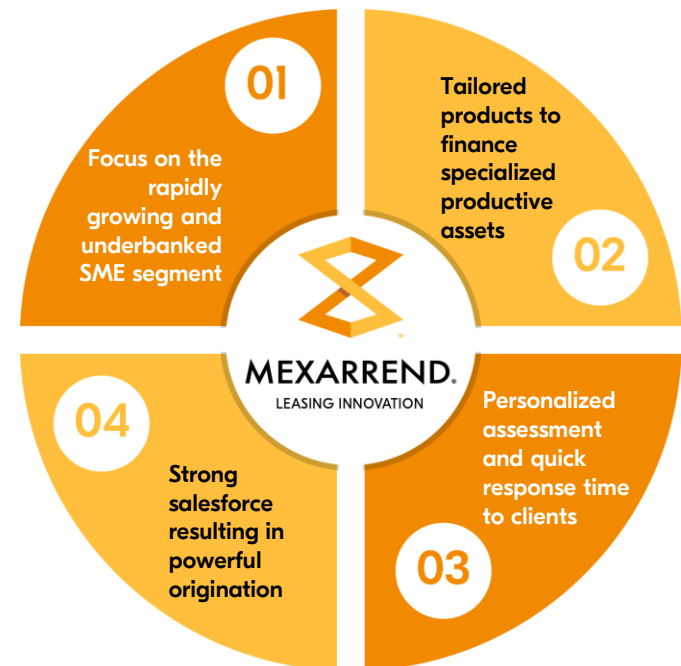 01
Focus on the
rapidly
growing and
underbanked
SME segment
Tailored
products to
finance
specialized
productive
assets
02
MEXARREND.
LEASING INNOVATION
Personalized
assessment
and quick
response time
to clients
03
04
Strong
salesforce
resulting in
powerful
origination